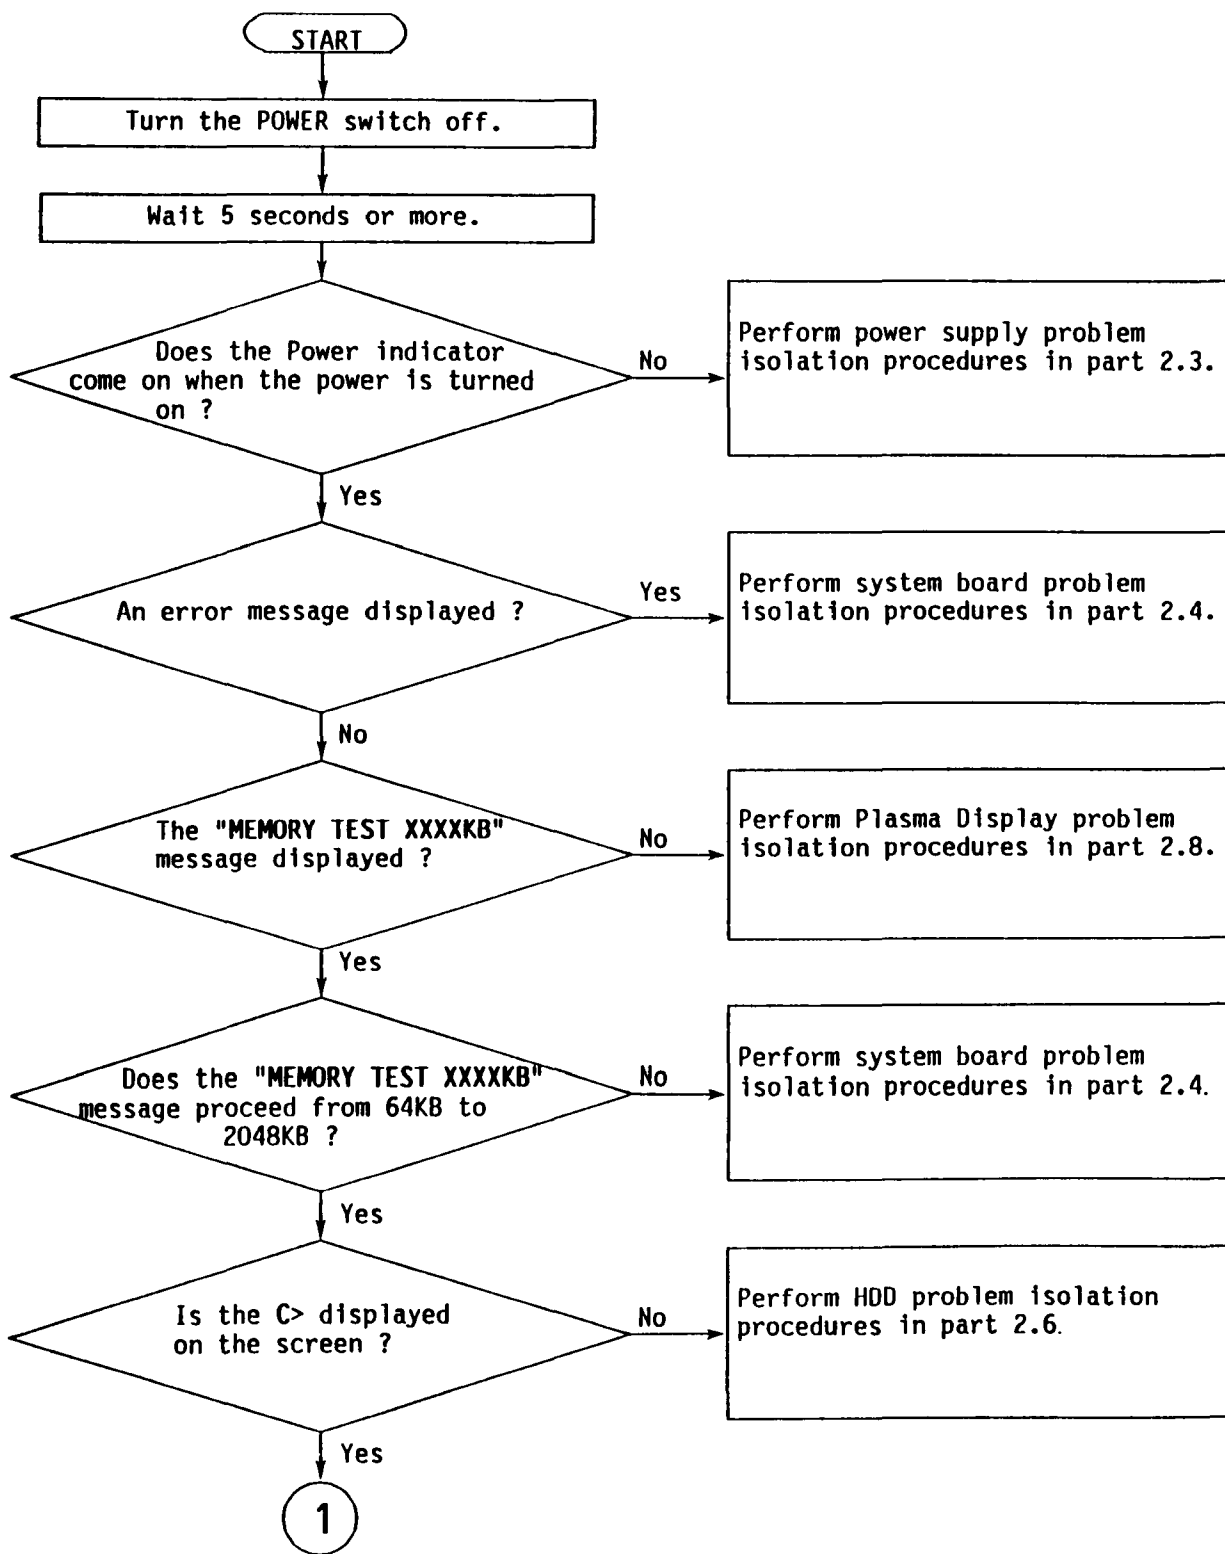 START
Turn the POWER switch off.
Wait 5 seconds or more.
Does the Power indicator
come on when the power is turned
on ?
No
Perform power supply problem
isolation procedures in part 2.3.
Yes
An error message displayed ?
Yes
Perform system board problem
isolation procedures in part 2.4.
No
The "MEMORY TEST XXXXKB"
message displayed ?
No
Perform Plasma Display problem
isolation procedures in part 2.8.
Yes
Does the "MEMORY TEST XXXXKB"
message proceed from 64KB to
2048KB ?
No
Perform system board problem
isolation procedures in part 2.4.
Yes
Is the C> displayed
on the screen ?
No
Perform HDD problem isolation
procedures in part 2.6.
Yes
1